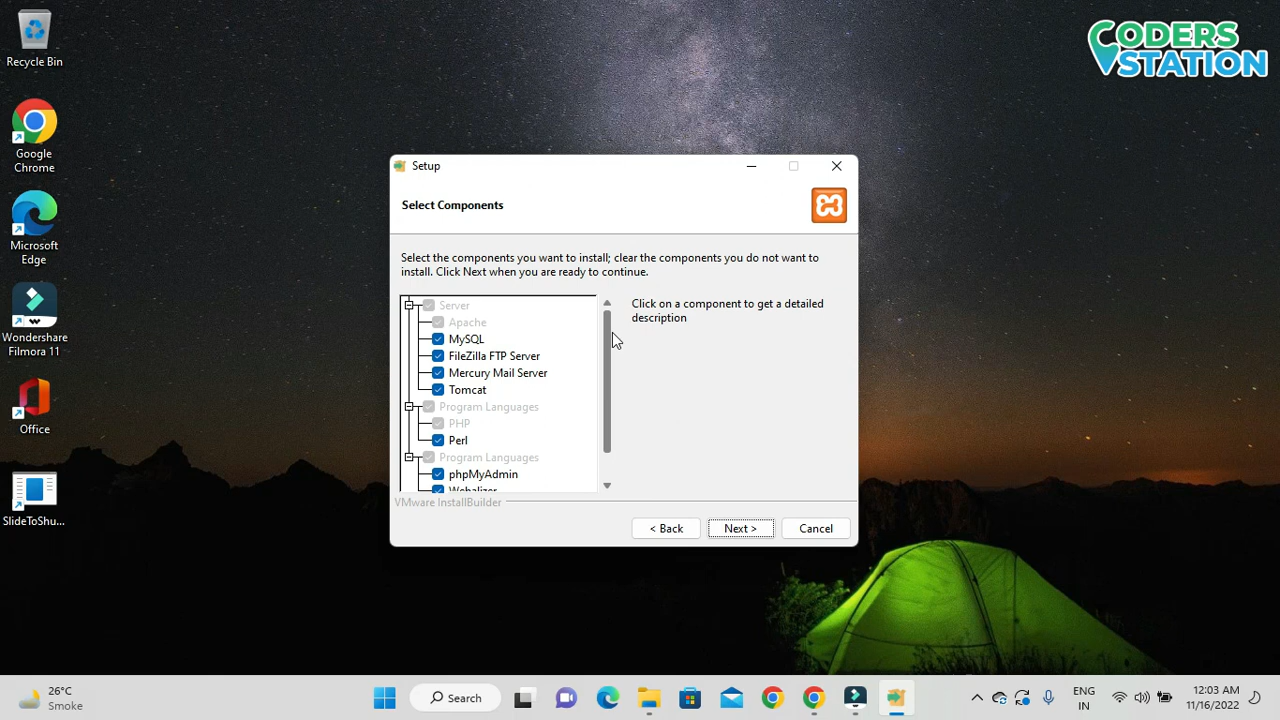 Recycle Bin
Google
Chrome
Microsoft
Edge
Wondershare
Filmora 11
Office
SlideToShu...
CODERS
STATION
Setup
Select Components
Select the components you want to install; clear the components you do not want to
install. Click Next when you are ready to continue.
Server
Apache
MySQL
FileZilla FTP Server
Mercury Mail Server
Tomcat
Program Languages
PHP
Perl
Program Languages
phpMyAdmin
Webalizer
Click on a component to get a detailed
description
VMware InstallBuilder
< Back
Next >
Cancel
26°C
Smoke
Search
ENG
IN
12:03 AM
11/16/2022